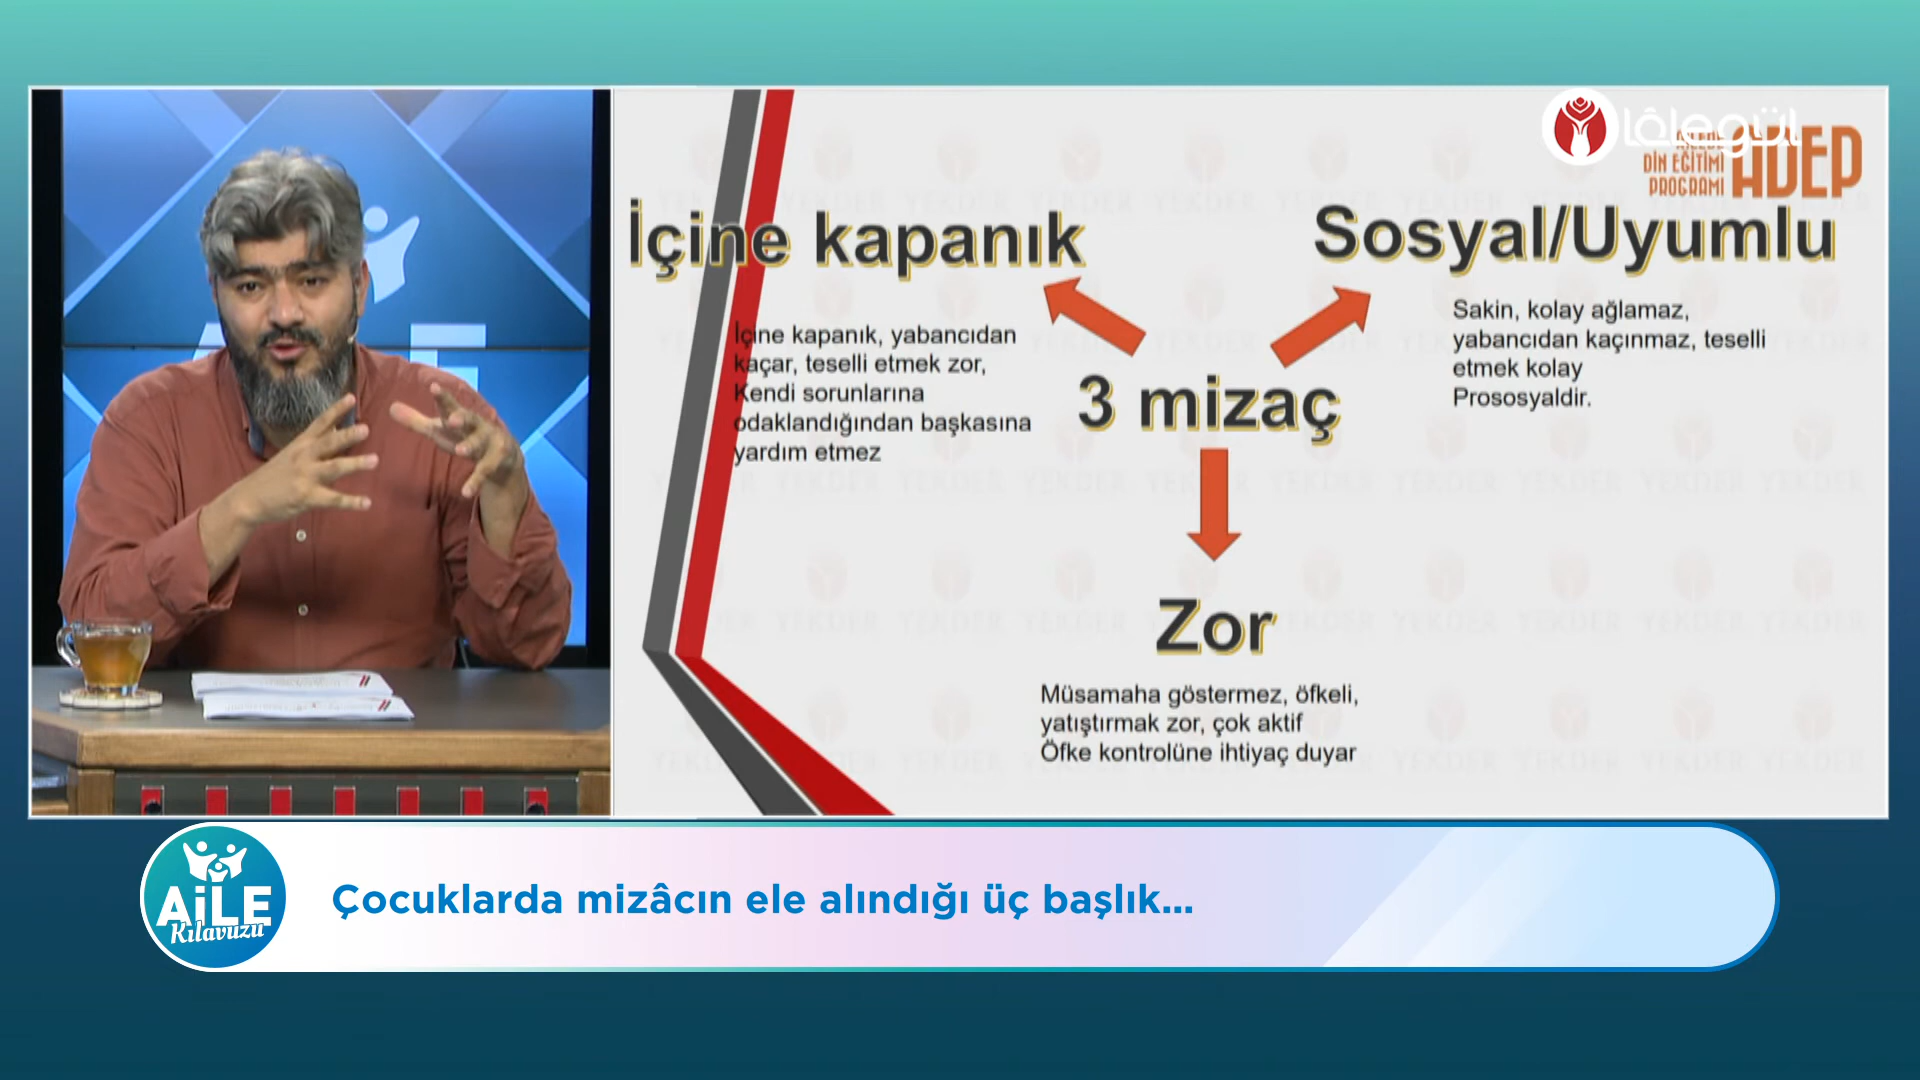 lâlegül
DİN EĞİTİMİ
PROGRAMI
ADEP
İçine kapanık
Sosyal/Uyumlu
İçine kapanık, yabancıdan
kaçar, teselli etmek zor,
Kendi sorunlarına
odaklandığından başkasına
yardım etmez
Sakin, kolay ağlamaz,
yabancıdan kaçınmaz, teselli
etmek kolay
Prososyaldir.
3 mizaç
Zor
Müsamaha göstermez, öfkeli,
yatıştırmak zor, çok aktif
Öfke kontrolüne ihtiyaç duyar
YEKDER
AiLE
Kılavuzu
Çocuklarda mizâcın ele alındığı üç başlık...